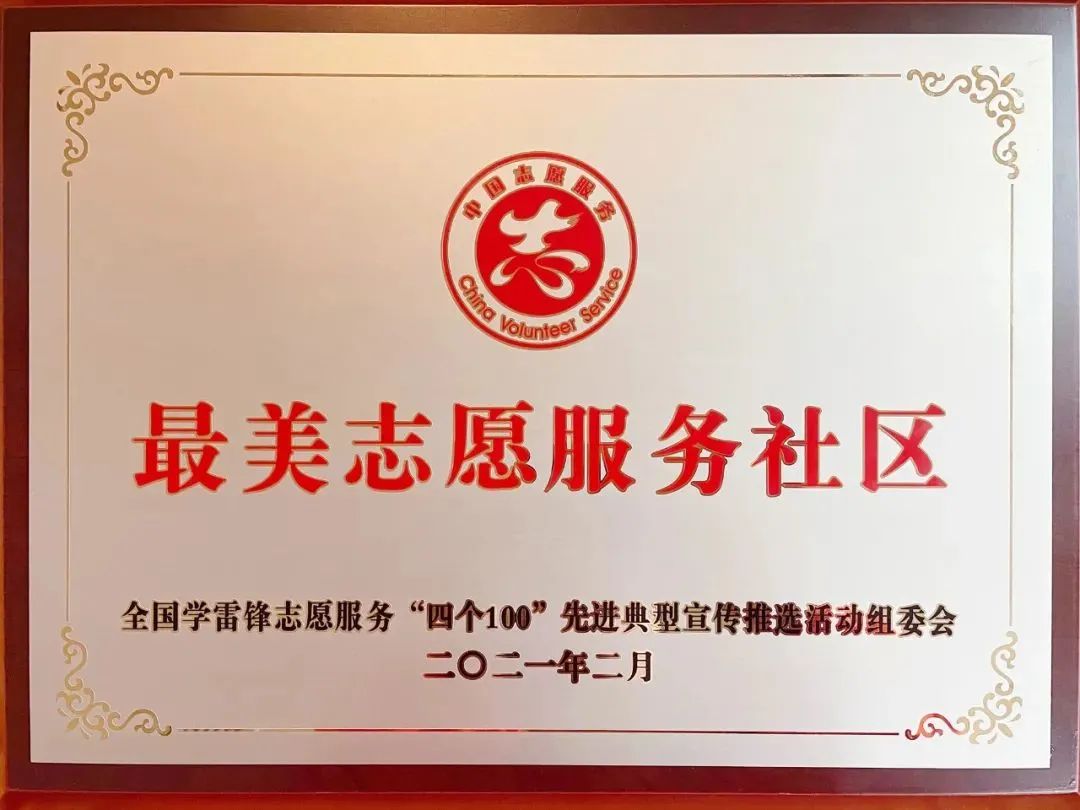 中国志愿服务
China Volunteer Service
最美志愿服务社区
全国学雷锋志愿服务“四个100”先进典型宣传推选活动组委会
二〇二一年二月